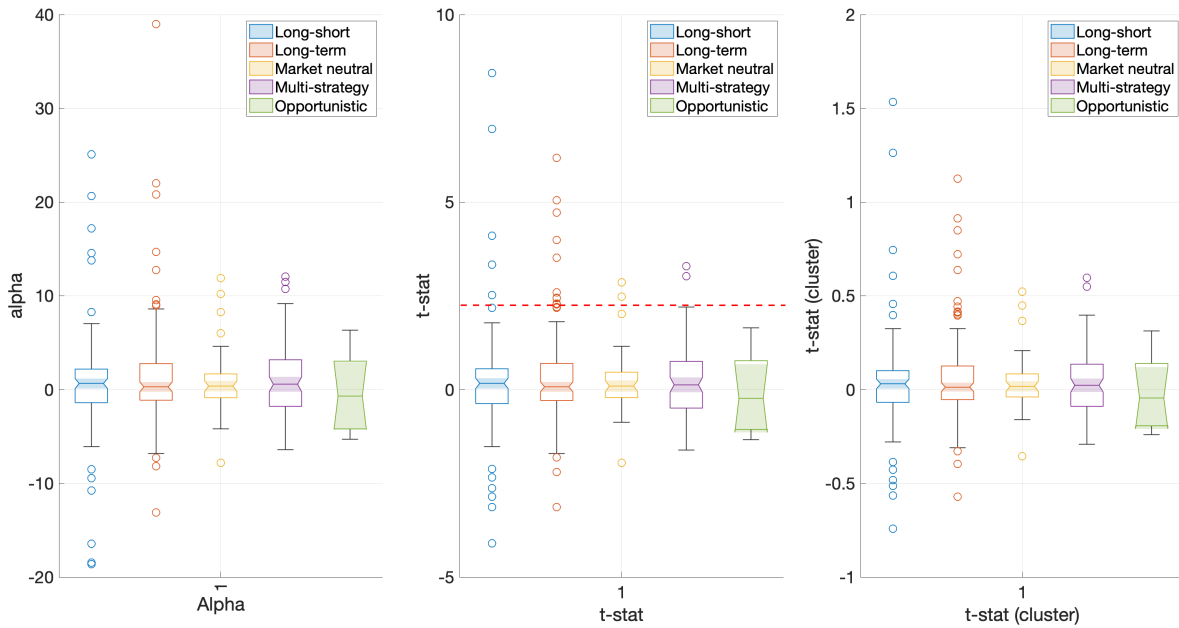 40
30
20
10
0
-10
-20
alpha
1
Alpha
Long-short
Long-term
Market neutral
Multi-strategy
Opportunistic
10
5
0
-5
t-stat
1
t-stat
Long-short
Long-term
Market neutral
Multi-strategy
Opportunistic
2
1.5
1
0.5
0
-0.5
-1
t-stat (cluster)
1
t-stat (cluster)
Long-short
Long-term
Market neutral
Multi-strategy
Opportunistic